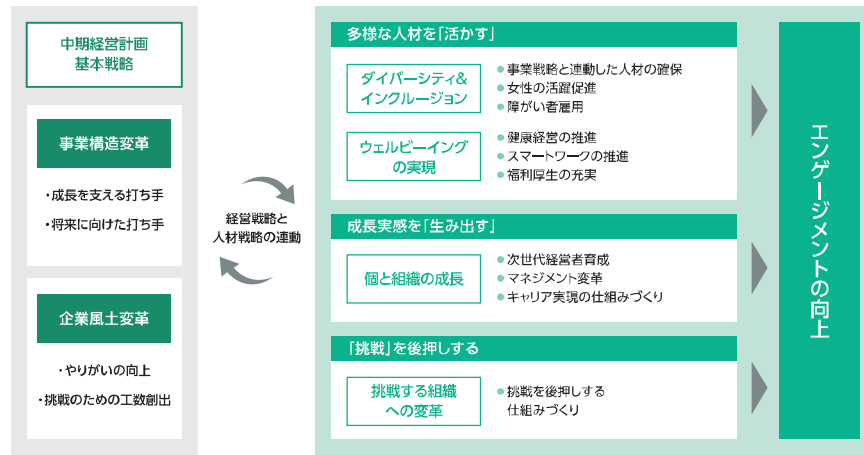 中期経営計画
基本戦略
事業構造変革
・成長を支える打ち手
・将来に向けた打ち手
企業風土変革
・やりがいの向上
・挑戦のための工数創出
経営戦略と
人材戦略の連動
多様な人材を「活かす」
ダイバーシティ&
インクルージョン
●事業戦略と連動した人材の確保
●女性の活躍促進
●障がい者雇用
ウェルビーイング
の実現
●健康経営の推進
●スマートワークの推進
●福利厚生の充実
成長実感を「生み出す」
個と組織の成長
●次世代経営者育成
●マネジメント変革
●キャリア実現の仕組みづくり
「挑戦」を後押しする
挑戦する組織
への変革
●挑戦を後押しする
仕組みづくり
エンゲージメントの向上